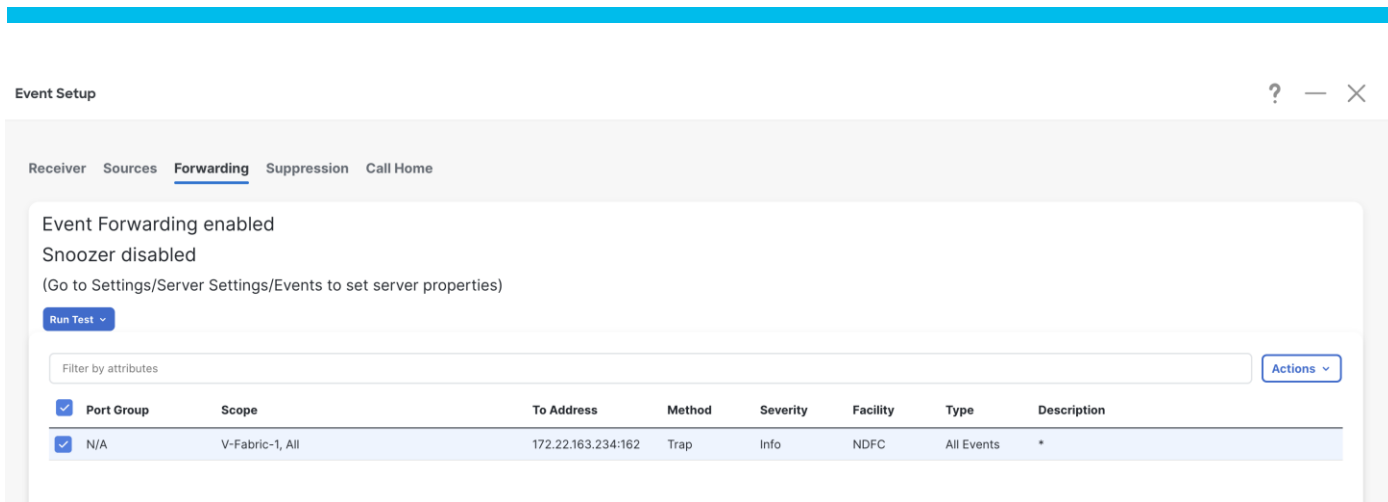 Event Setup
?
Receiver Sources Forwarding Suppression Call Home
Event Forwarding enabled
Snoozer disabled
(Go to Settings/Server Settings/Events to set server properties)
Run Test
Filter by attributes
Actions
Port Group Scope To Address Method Severity Facility Type Description
N/A V-Fabric-1, All 172.22.163.234:162 Trap Info NDFC All Events *